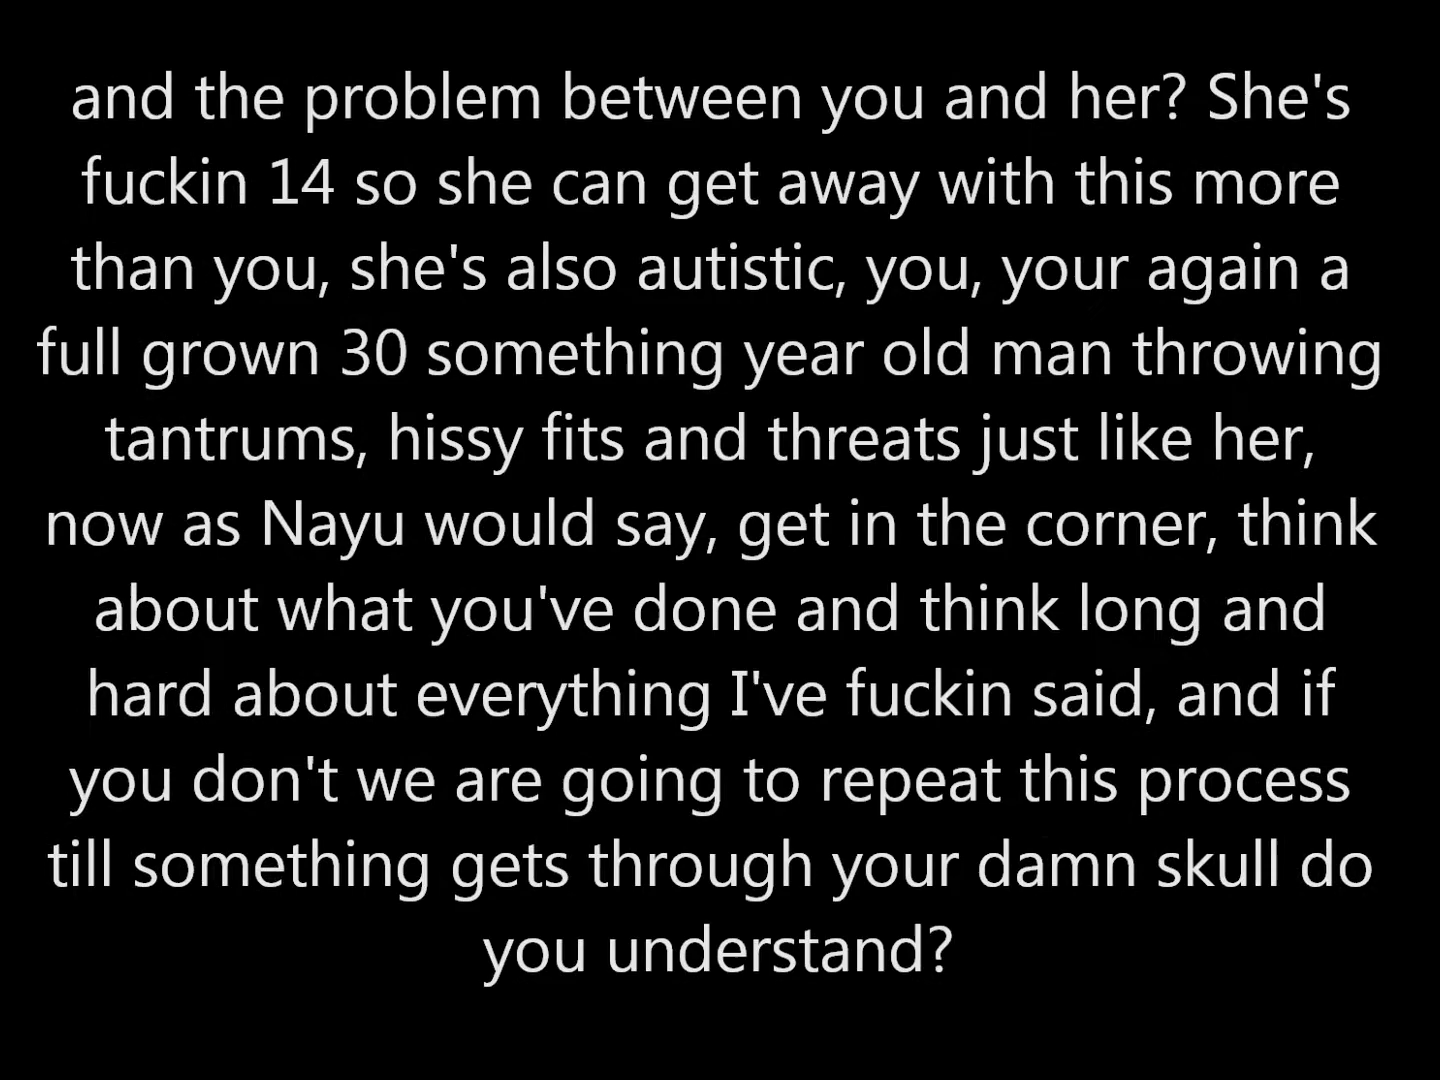 and the problem between you and her? She's
fuckin 14 so she can get away with this more
than you, she's also autistic, you, your again a
full grown 30 something year old man throwing
tantrums, hissy fits and threats just like her,
now as Nayu would say, get in the corner, think
about what you've done and think long and
hard about everything I've fuckin said, and if
you don't we are going to repeat this process
till something gets through your damn skull do
you understand?